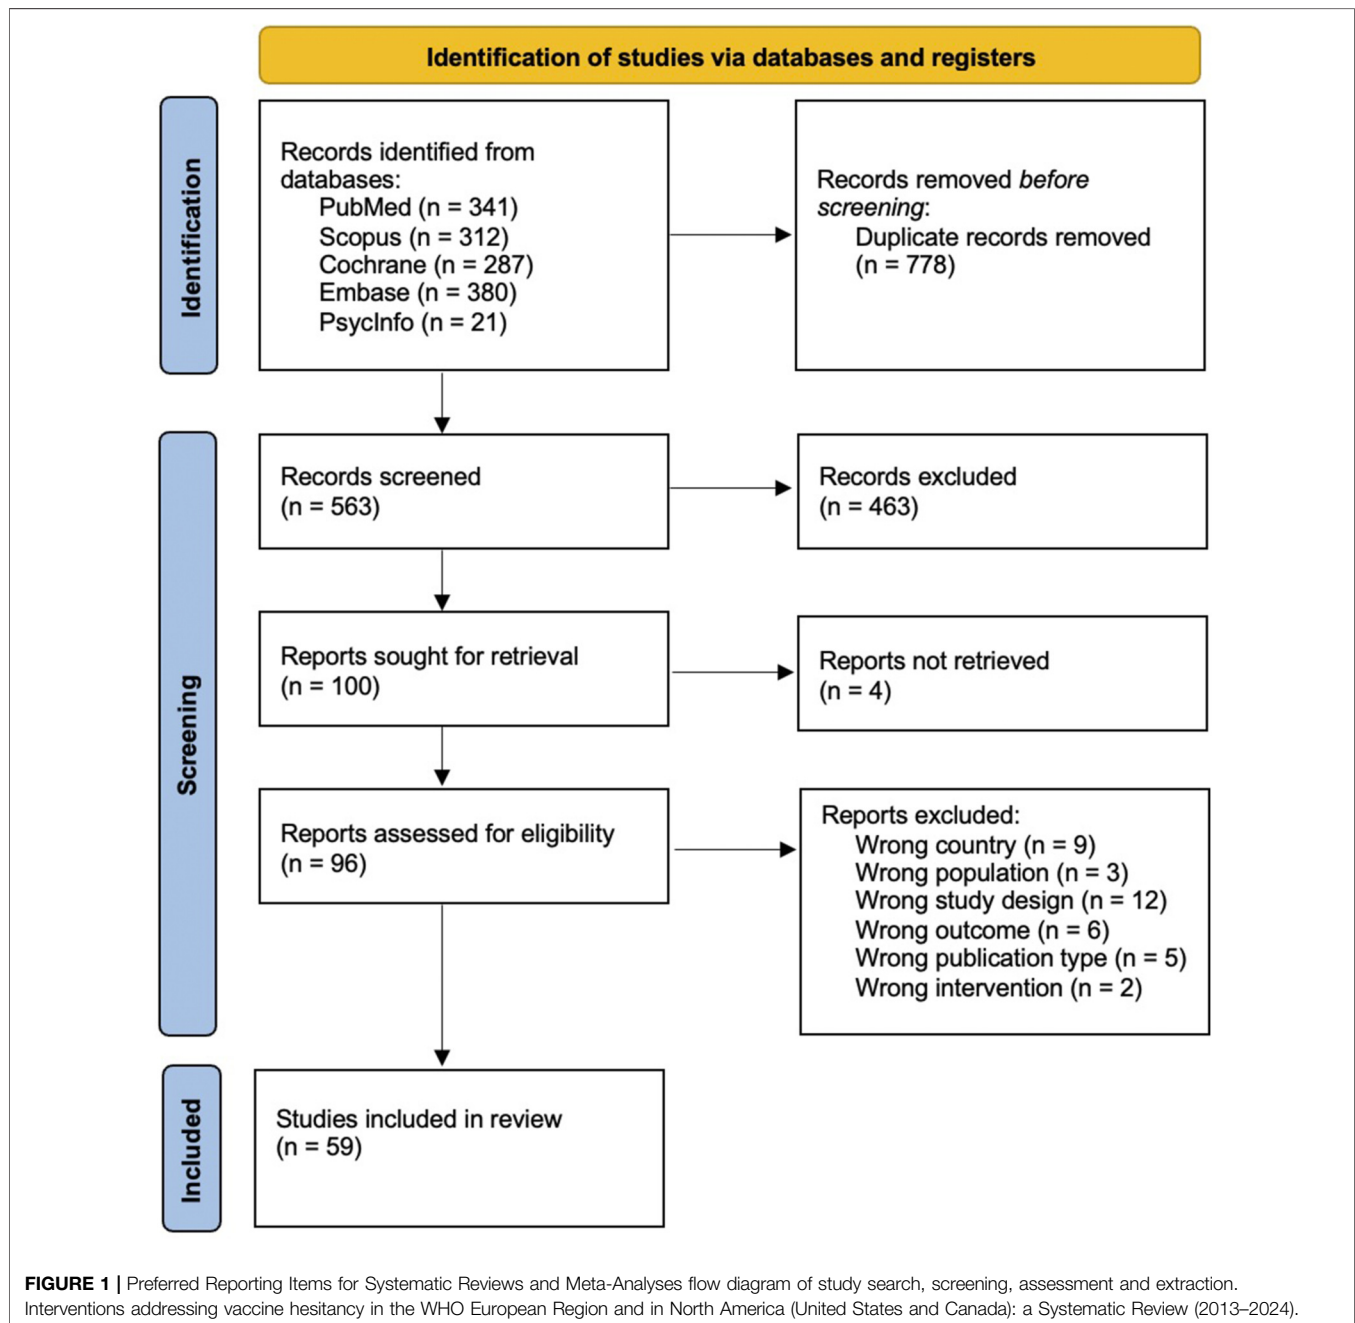 Identification of studies via databases and registers
Identification
Records identified from
databases:
PubMed (n = 341)
Scopus (n = 312)
Cochrane (n = 287)
Embase (n = 380)
PsycInfo (n = 21)
Records removed before
screening:
Duplicate records removed
(n = 778)
Screening
Records screened
(n = 563)
Records excluded
(n = 463)
Reports sought for retrieval
(n = 100)
Reports not retrieved
(n = 4)
Reports assessed for eligibility
(n = 96)
Reports excluded:
Wrong country (n = 9)
Wrong population (n = 3)
Wrong study design (n = 12)
Wrong outcome (n = 6)
Wrong publication type (n = 5)
Wrong intervention (n = 2)
Included
Studies included in review
(n = 59)
FIGURE 1 | Preferred Reporting Items for Systematic Reviews and Meta-Analyses flow diagram of study search, screening, assessment and extraction.
Interventions addressing vaccine hesitancy in the WHO European Region and in North America (United States and Canada): a Systematic Review (2013–2024).